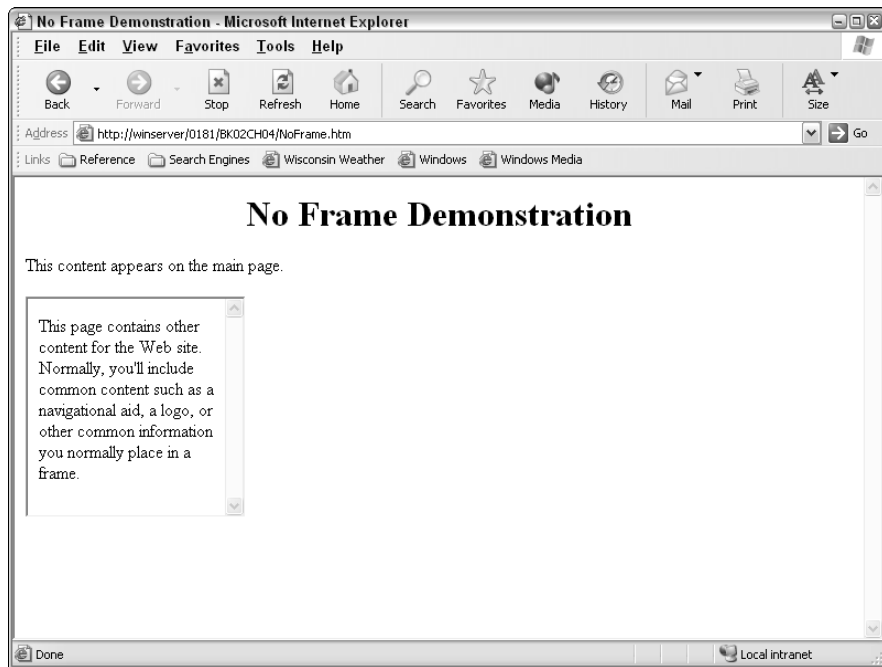 No Frame Demonstration - Microsoft Internet Explorer
File Edit View Favorites Tools Help
Back Forward Stop Refresh Home Search Favorites Media History Mail Print Size
Address http://winserver/0181/BK02CH04/NoFrame.htm Go
Links Reference Search Engines Wisconsin Weather Windows Windows Media
No Frame Demonstration
This content appears on the main page.
This page contains other
content for the Web site.
Normally, you'll include
common content such as a
navigational aid, a logo, or
other common information
you normally place in a
frame.
Done Local intranet